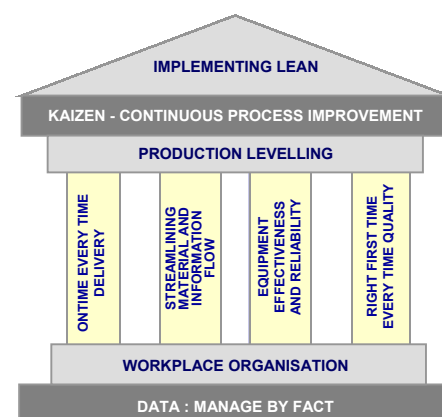 IMPLEMENTING LEAN
KAIZEN - CONTINUOUS PROCESS IMPROVEMENT
PRODUCTION LEVELLING
ONTIME EVERY TIME
DELIVERY
STREAMLINING
MATERIAL AND
INFORMATION
FLOW
EQUIPMENT
EFFECTIVENESS
AND RELIABILITY
RIGHT FIRST TIME
EVERY TIME QUALITY
WORKPLACE ORGANISATION
DATA : MANAGE BY FACT